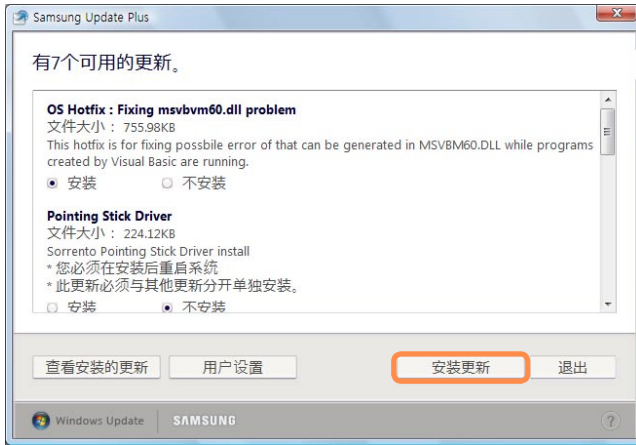 Samsung Update Plus
有7个可用的更新。
OS Hotfix : Fixing msvbvm60.dll problem
文件大小： 755.98KB
This hotfix is for fixing possbile error of that can be generated in MSVBM60.DLL while programs
created by Visual Basic are running.
安装 不安装
Pointing Stick Driver
文件大小： 224.12KB
Sorrento Pointing Stick Driver install
* 您必须在安装后重启系统
* 此更新必须与其他更新分开单独安装。
安装 不安装
查看安装的更新 用户设置 安装更新 退出
Windows Update SAMSUNG ?